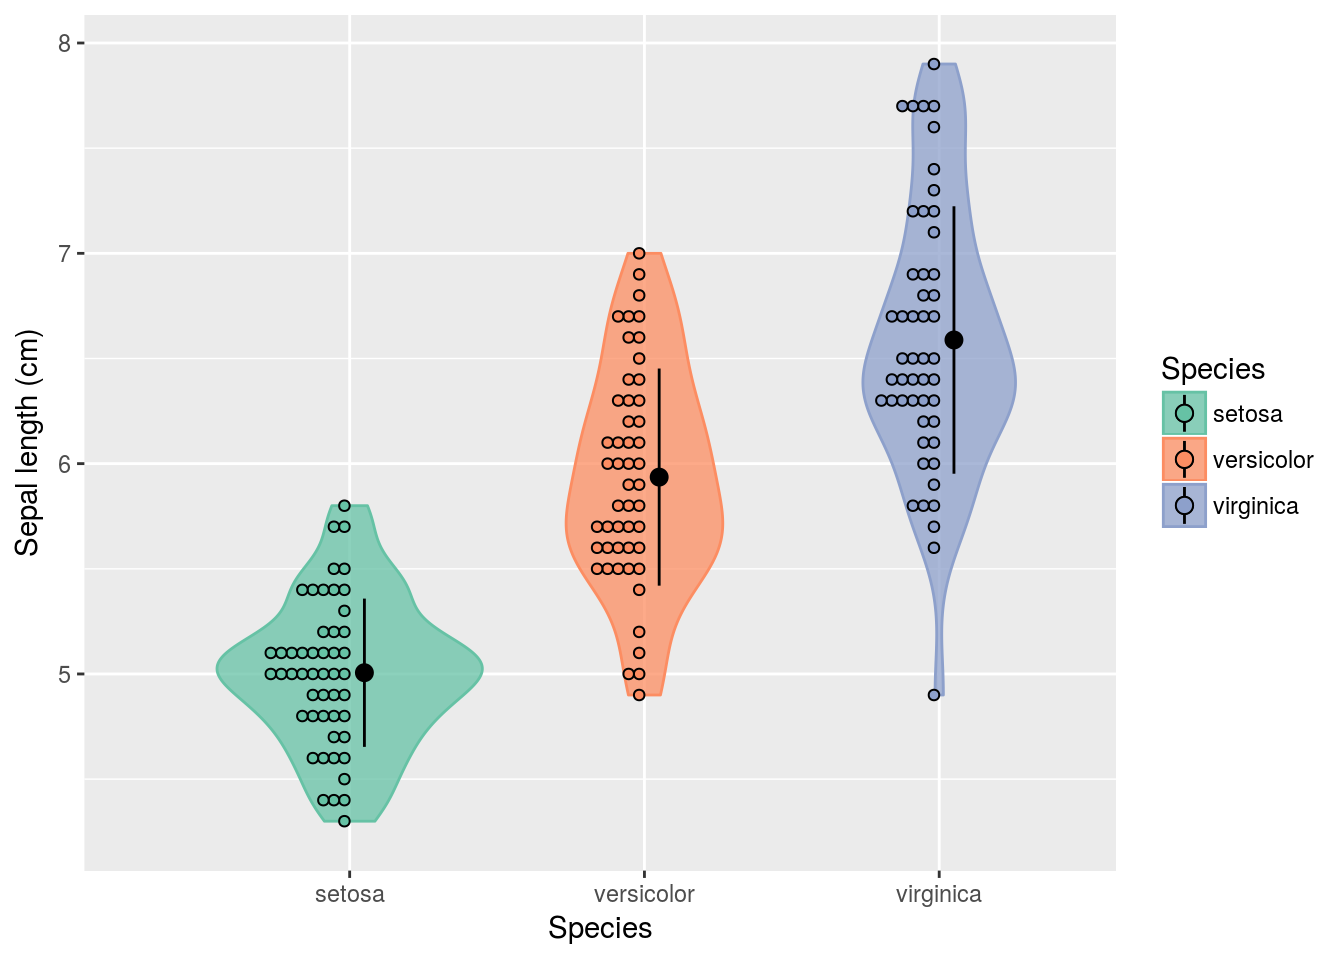 8
7
6
5
Sepal length (cm)
setosa
versicolor
virginica
Species
Species
setosa
versicolor
virginica